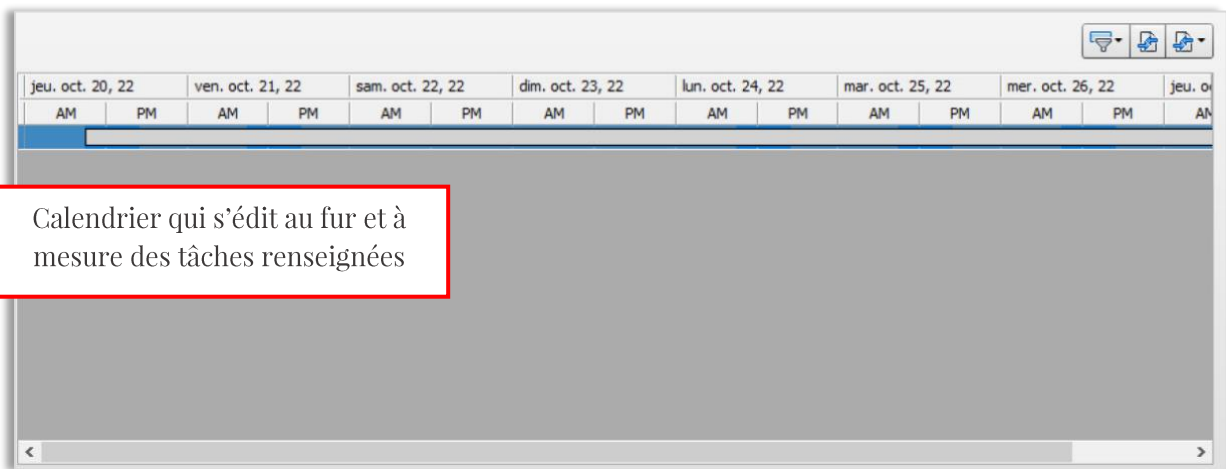 jeu. oct. 20, 22 ven. oct. 21, 22 sam. oct. 22, 22 dim. oct. 23, 22 lun. oct. 24, 22 mar. oct. 25, 22 mer. oct. 26, 22 jeu.
AM PM AM PM AM PM AM PM AM PM AM PM AM PM
Calendrier qui s’édit au fur et à
mesure des tâches renseignées